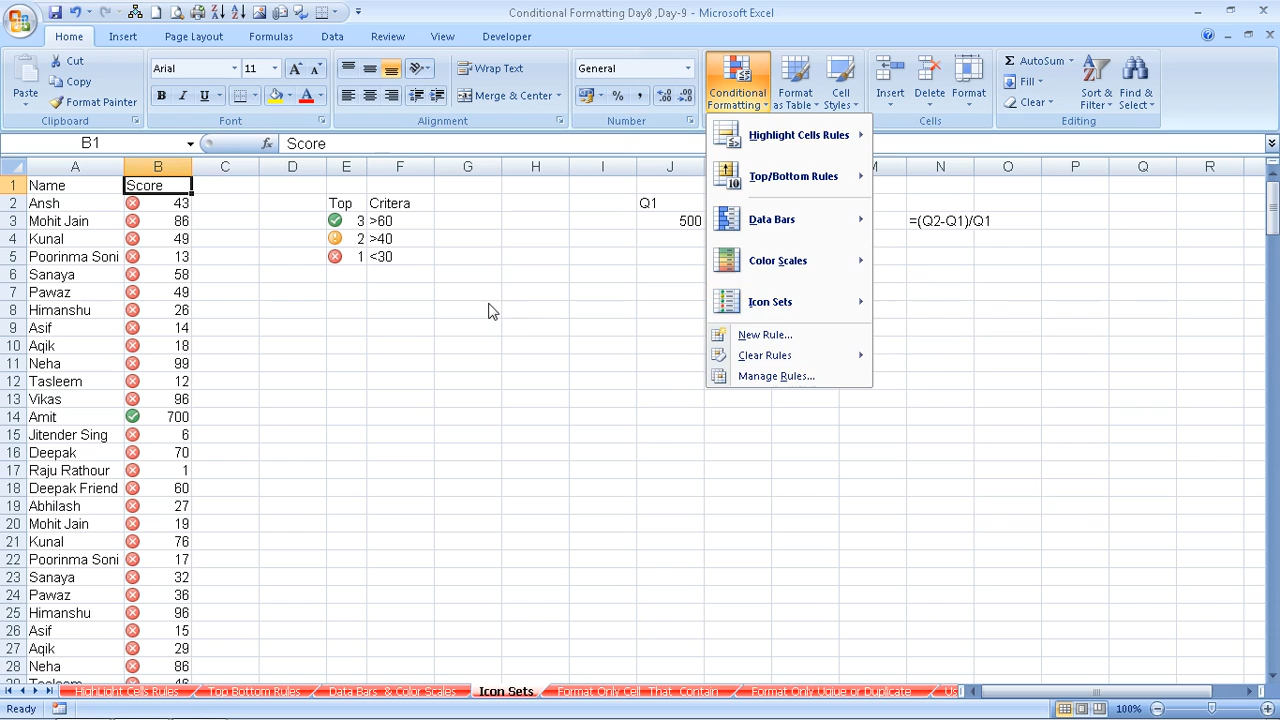 Conditional Formatting Day8 ,Day-9 - Microsoft Excel
Home Insert Page Layout Formulas Data Review View Developer
Paste
Cut
Copy
Format Painter
Clipboard
Arial 11
B I U
Font
Wrap Text
Merge & Center
Alignment
General
%
Number
Conditional Formatting
Format as Table
Cell Styles
Insert Delete Format
Cells
AutoSum
Fill
Clear
Sort & Filter
Find & Select
Editing
B1 fx Score
A B C D E F G H I J M N O P Q R
1 Name Score
2 Ansh 43 Top Critera Q1
3 Mohit Jain 86 3 >60 500 =(Q2-Q1)/Q1
4 Kunal 49 2 >40
5 Poorinma Soni 13 1 <30
6 Sanaya 58
7 Pawaz 49
8 Himanshu 26
9 Asif 14
10 Aqik 18
11 Neha 99
12 Tasleem 12
13 Vikas 96
14 Amit 700
15 Jitender Sing 6
16 Deepak 70
17 Raju Rathour 1
18 Deepak Friend 60
19 Abhilash 27
20 Mohit Jain 19
21 Kunal 76
22 Poorinma Soni 17
23 Sanaya 32
24 Pawaz 36
25 Himanshu 96
26 Asif 15
27 Aqik 29
28 Neha 86
Highlight Cells Rules
Top/Bottom Rules
Data Bars
Color Scales
Icon Sets
New Rule...
Clear Rules
Manage Rules...
Highlight Cells Rules Top Bottom Rules Data Bars & Color Scales Icon Sets Format Only Cell That Contain Format Only Uqiue or Duplicate
Ready 100%